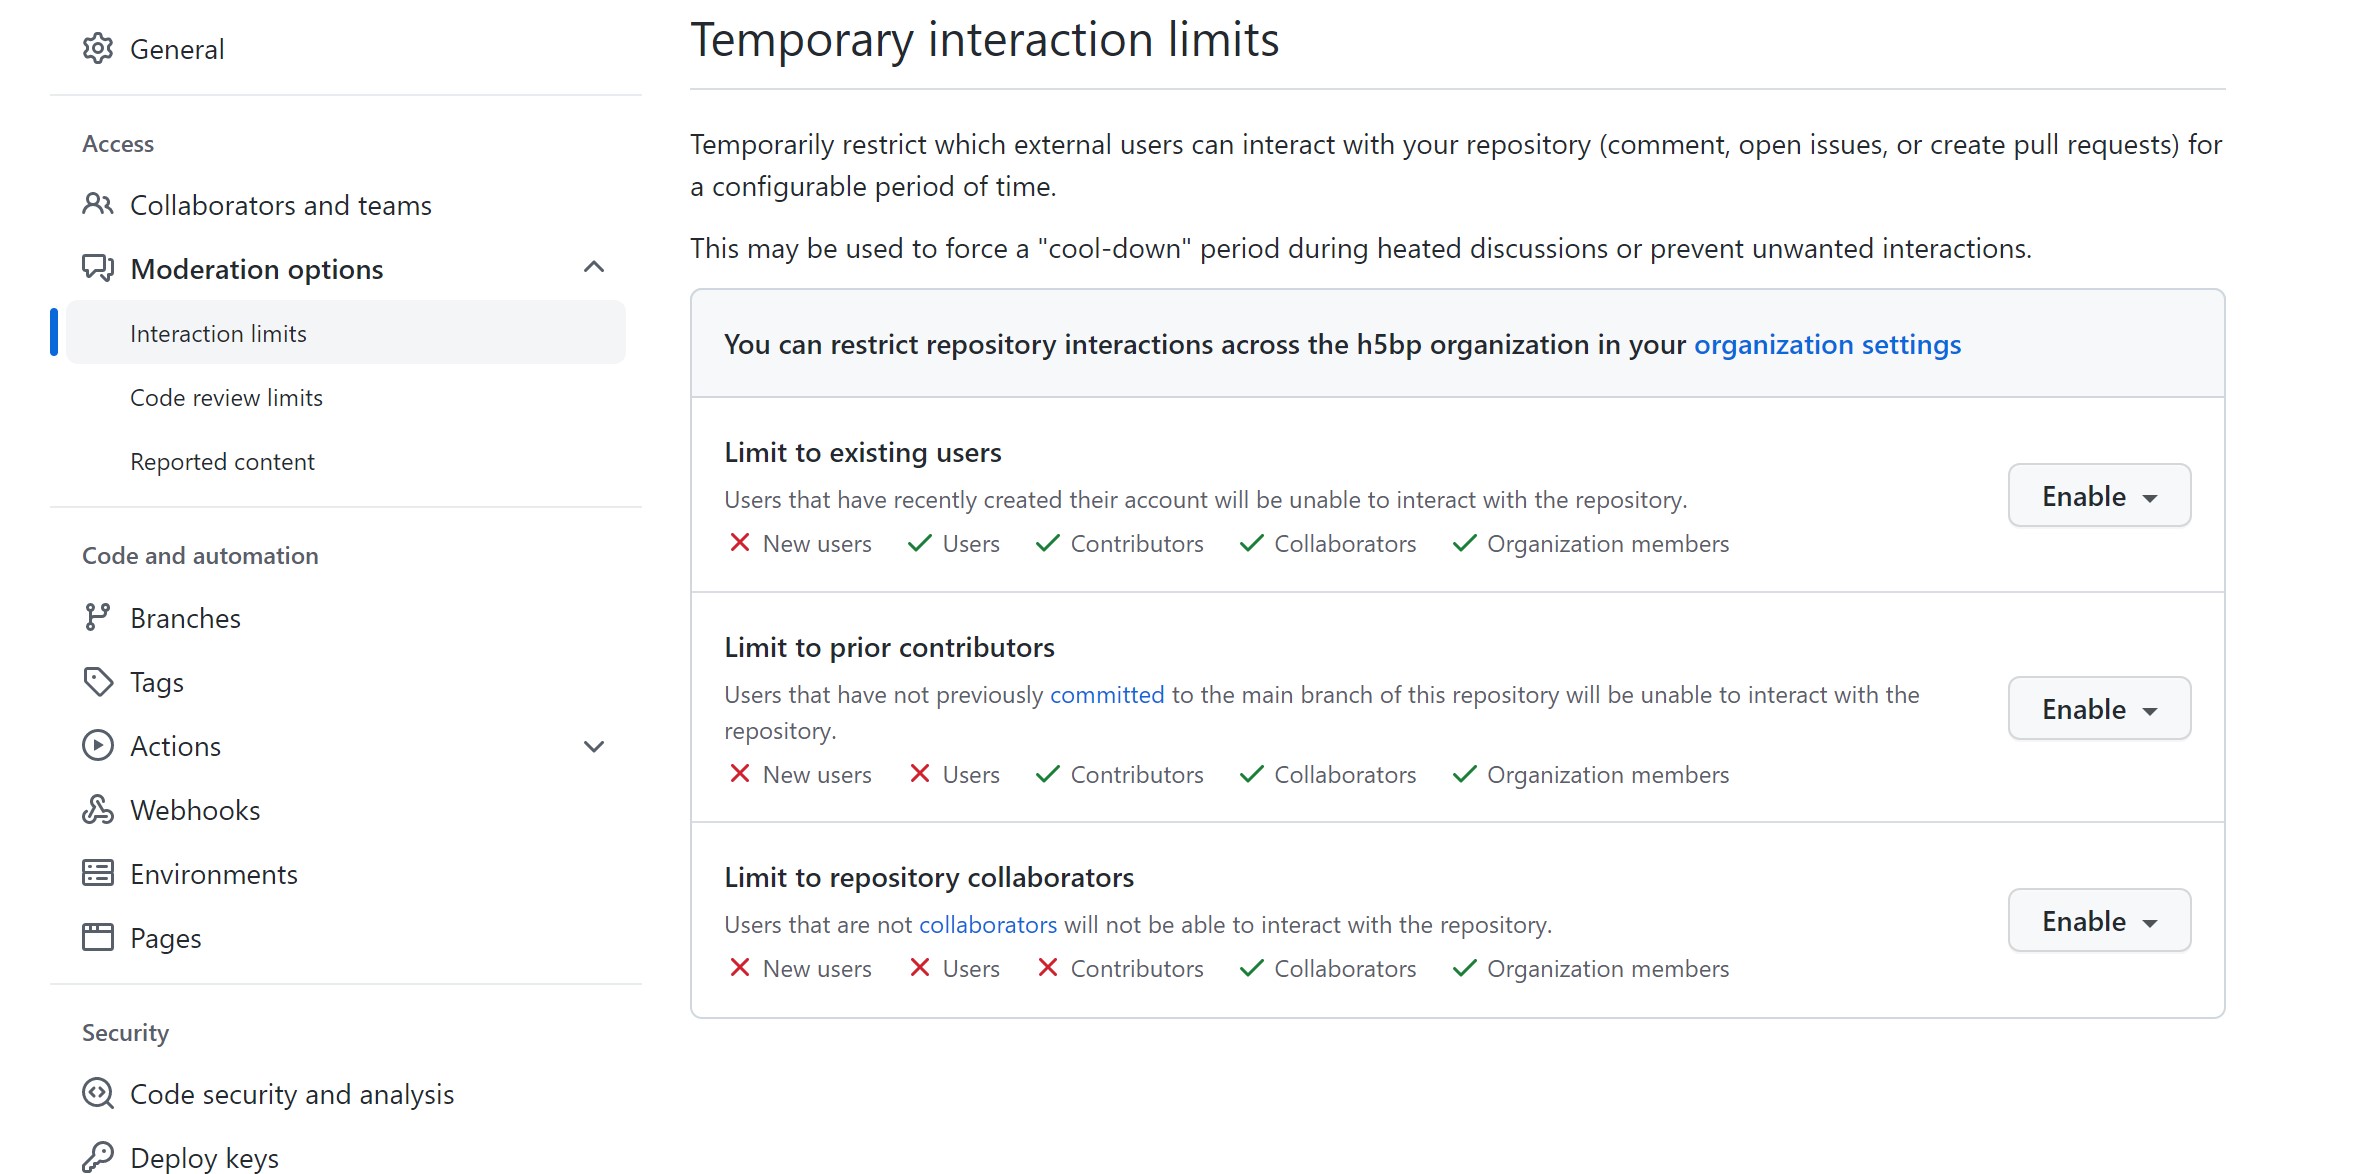 General
Access
Collaborators and teams
Moderation options
Interaction limits
Code review limits
Reported content
Code and automation
Branches
Tags
Actions
Webhooks
Environments
Pages
Security
Code security and analysis
Deploy keys
Temporary interaction limits
Temporarily restrict which external users can interact with your repository (comment, open issues, or create pull requests) for
a configurable period of time.
This may be used to force a "cool-down" period during heated discussions or prevent unwanted interactions.
You can restrict repository interactions across the h5bp organization in your organization settings
Limit to existing users
Users that have recently created their account will be unable to interact with the repository.
New users Users Contributors Collaborators Organization members
Enable
Limit to prior contributors
Users that have not previously committed to the main branch of this repository will be unable to interact with the
repository.
New users Users Contributors Collaborators Organization members
Enable
Limit to repository collaborators
Users that are not collaborators will not be able to interact with the repository.
New users Users Contributors Collaborators Organization members
Enable